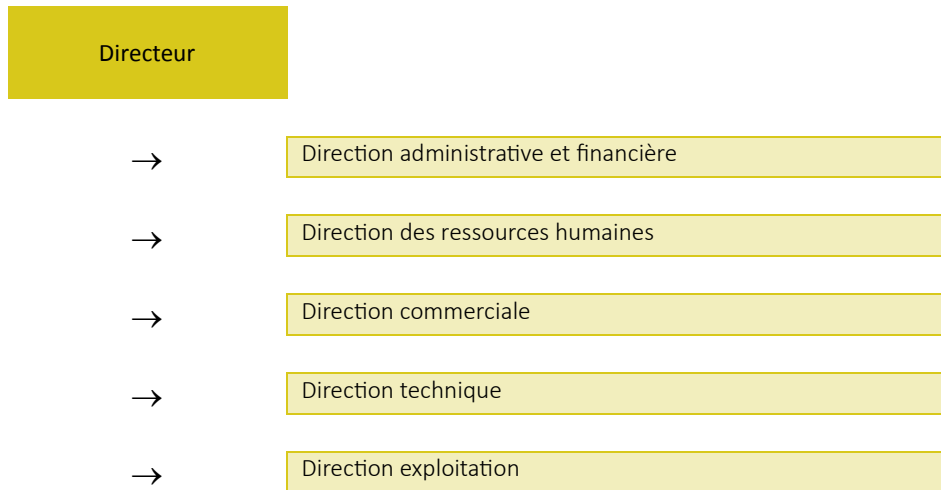 Directeur
→ Direction administrative et financière
→ Direction des ressources humaines
→ Direction commerciale
→ Direction technique
→ Direction exploitation